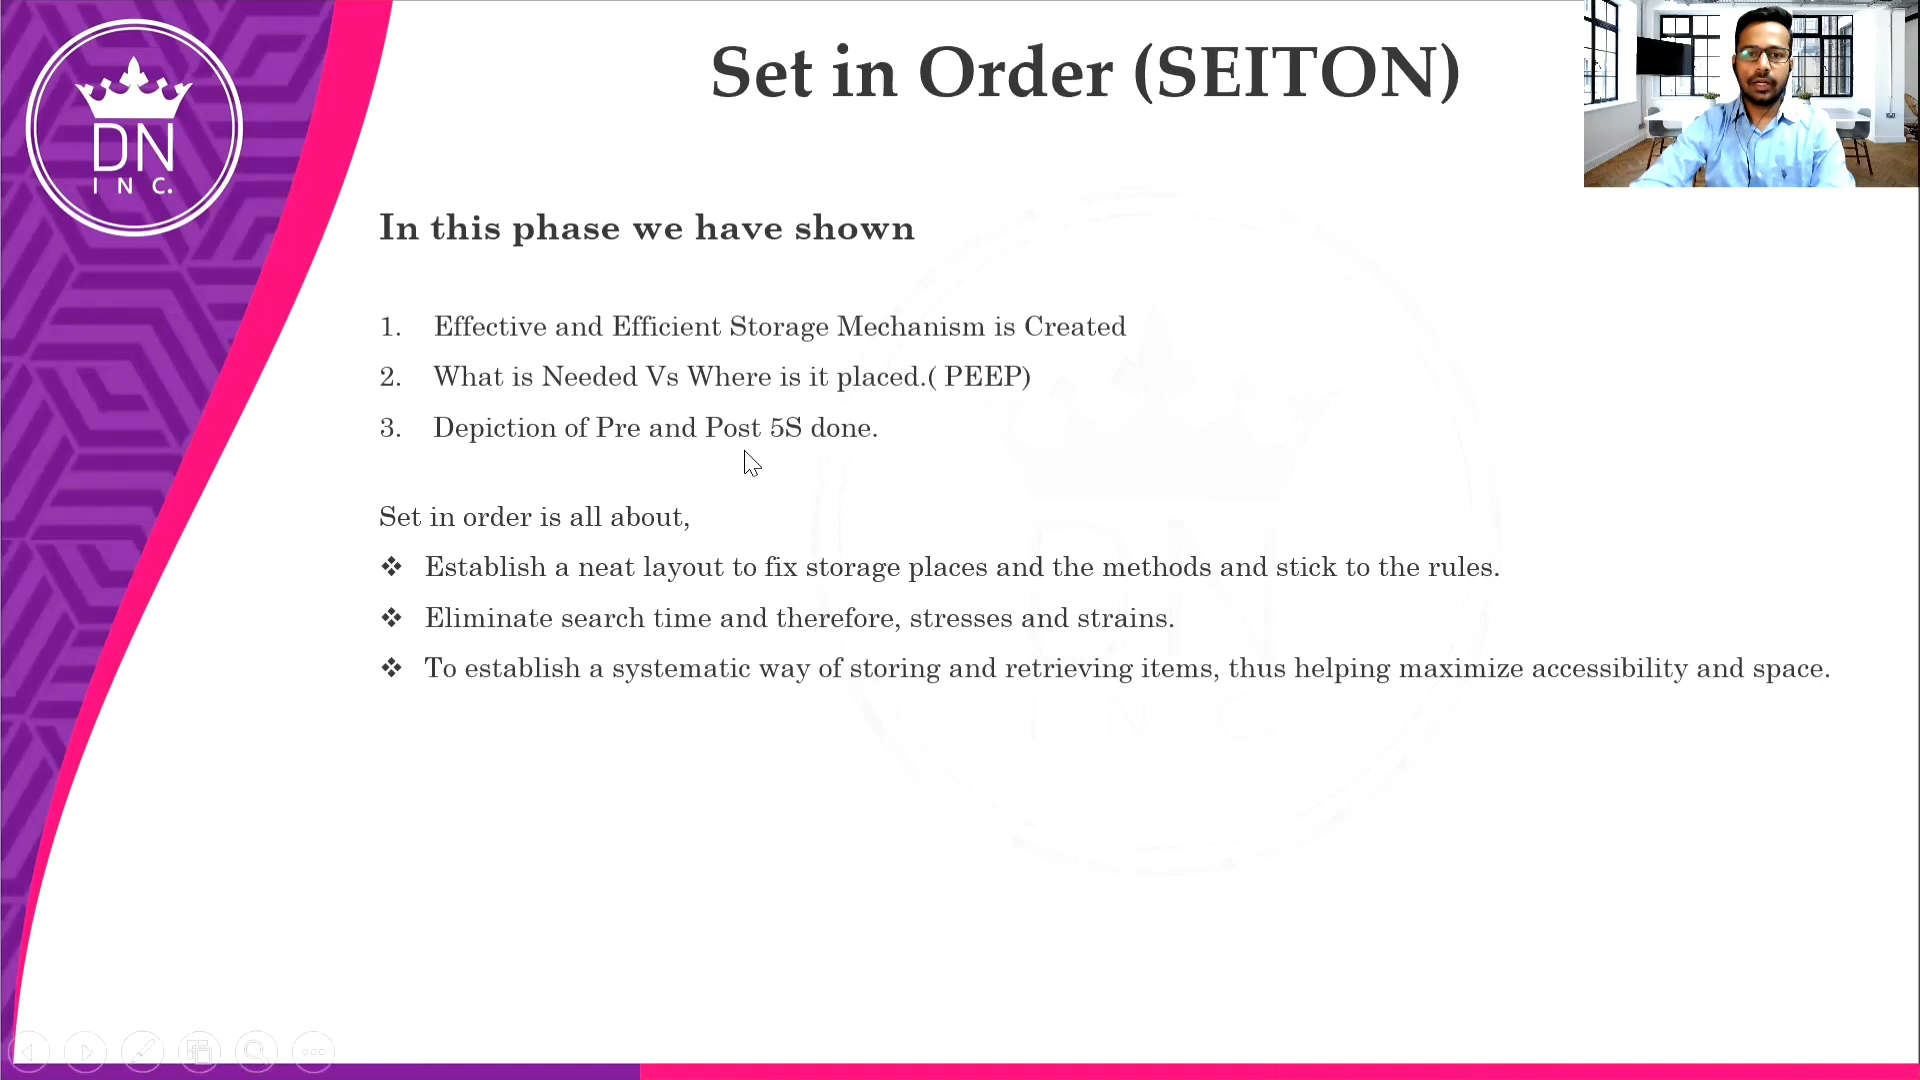 DN
INC.
Set in Order (SEITON)
In this phase we have shown
1. Effective and Efficient Storage Mechanism is Created
2. What is Needed Vs Where is it placed.( PEEP)
3. Depiction of Pre and Post 5S done.
Set in order is all about,
❖ Establish a neat layout to fix storage places and the methods and stick to the rules.
❖ Eliminate search time and therefore, stresses and strains.
❖ To establish a systematic way of storing and retrieving items, thus helping maximize accessibility and space.
DN
INC.